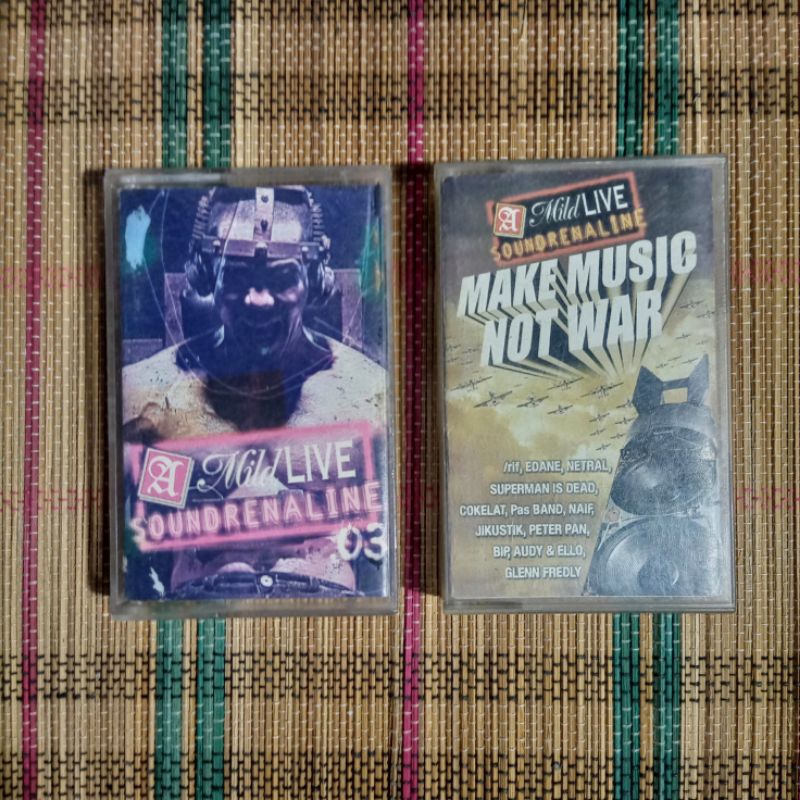 A Mild LIVE
SOUNDRENALINE
03
A Mild LIVE
SOUNDRENALINE
MAKE MUSIC
NOT WAR
/rif, EDANE, NETRAL,
SUPERMAN IS DEAD,
COKELAT, Pas BAND, NAIF,
JIKUSTIK, PETER PAN,
BIP, AUDY & ELLO,
GLENN FREDLY